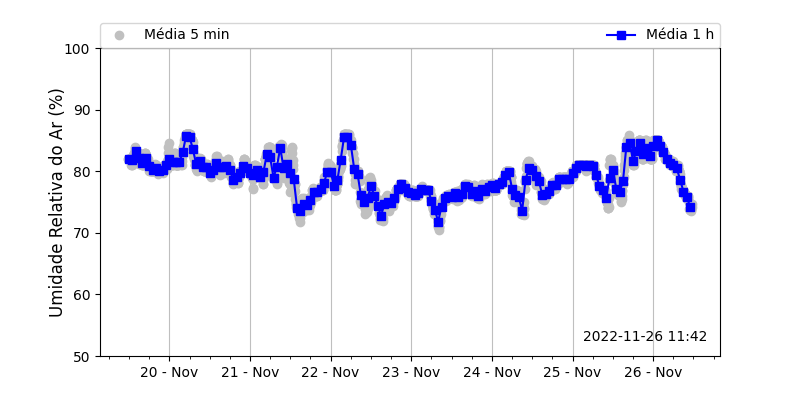 Média 5 min
Média 1 h
100
90
80
70
60
50
Umidade Relativa do Ar (%)
2022-11-26 11:42
20 - Nov
21 - Nov
22 - Nov
23 - Nov
24 - Nov
25 - Nov
26 - Nov